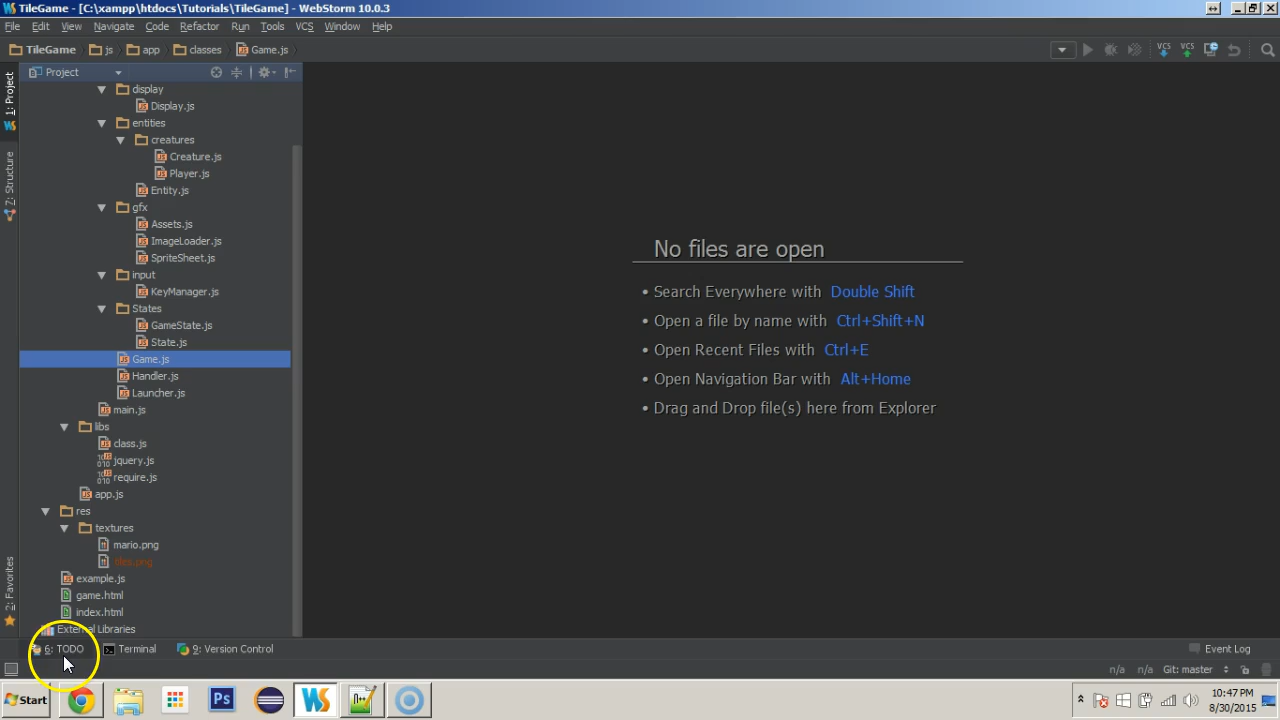 TileGame - [C:\xampp\htdocs\Tutorials\TileGame] - WebStorm 10.0.3
File Edit View Navigate Code Refactor Run Tools VCS Window Help
TileGame js app classes Game.js
VCS VCS
1: Project
Z: Structure
2: Favorites
Project
display
Display.js
entities
creatures
Creature.js
Player.js
Entity.js
gfx
Assets.js
ImageLoader.js
SpriteSheet.js
input
KeyManager.js
States
GameState.js
State.js
Game.js
Handler.js
Launcher.js
main.js
libs
class.js
jquery.js
require.js
app.js
res
textures
mario.png
tiles.png
example.js
game.html
index.html
External Libraries
No files are open
• Search Everywhere with Double Shift
• Open a file by name with Ctrl+Shift+N
• Open Recent Files with Ctrl+E
• Open Navigation Bar with Alt+Home
• Drag and Drop file(s) here from Explorer
6: TODO Terminal 9: Version Control Event Log
n/a n/a Git: master
Start Ps WS N++ 10:47 PM
8/30/2015